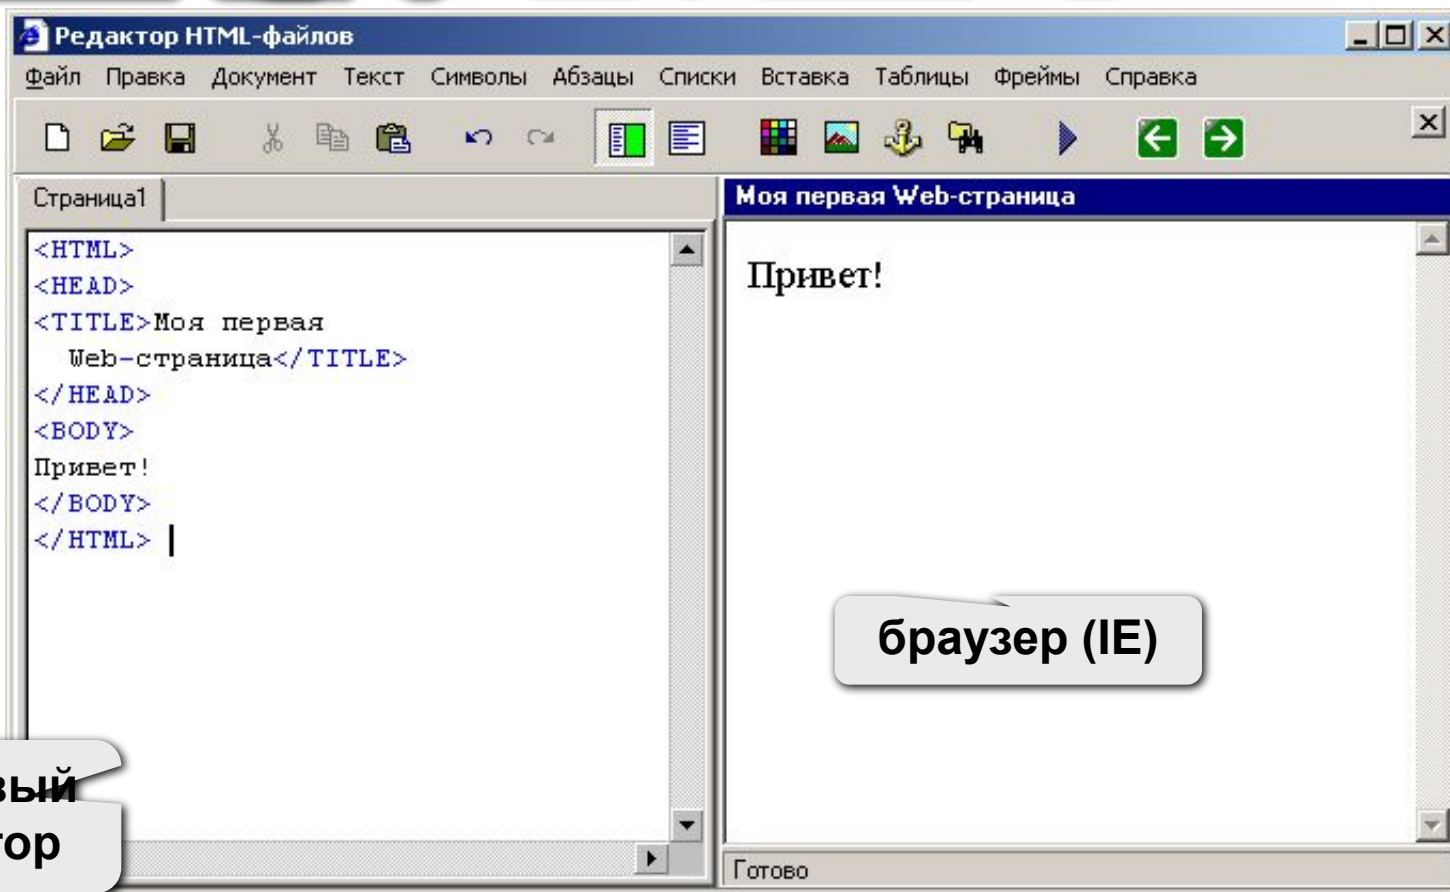 Редактор HTML-файлов
Файл Правка Документ Текст Символы Абзацы Списки Вставка Таблицы Фреймы Справка
Страница1
<HTML>
<HEAD>
<TITLE>Моя первая
Web-страница</TITLE>
</HEAD>
<BODY>
Привет!
</BODY>
</HTML>
Моя первая Web-страница
Привет!
браузер (IE)
Готово